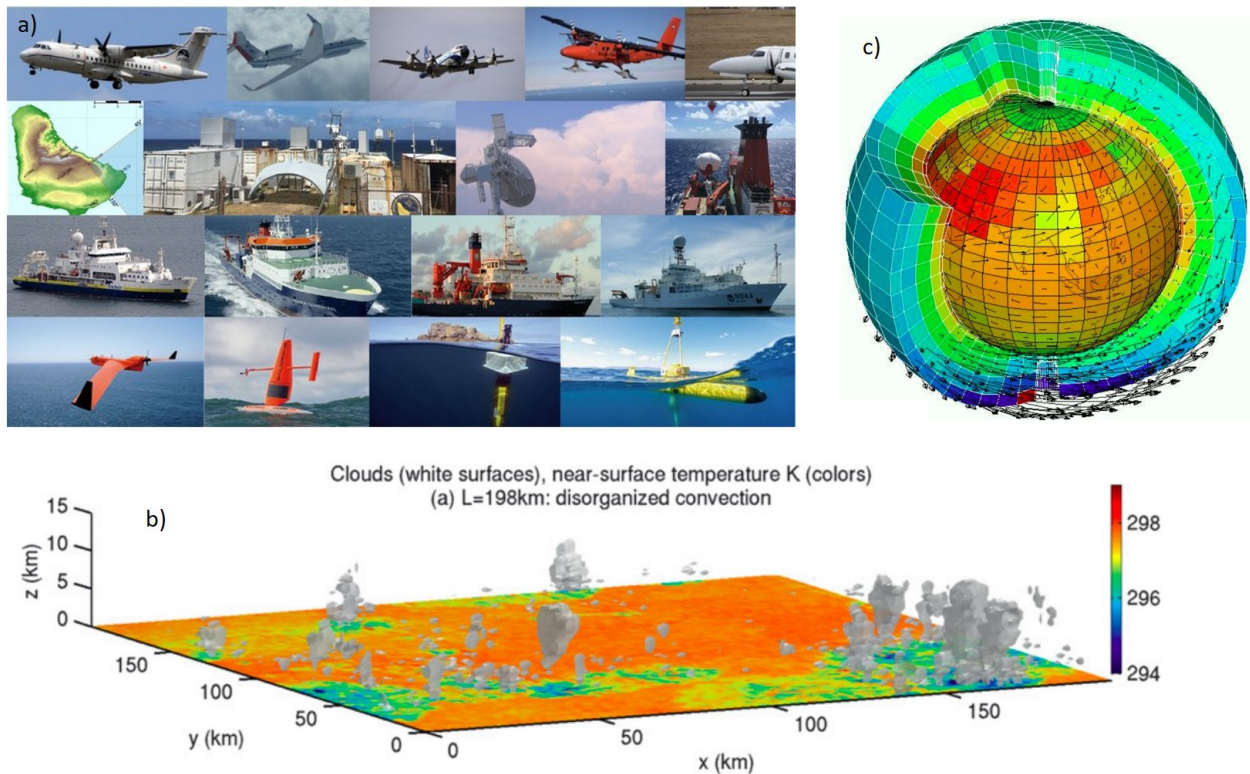 a)
c)
NOAA
Clouds (white surfaces), near-surface temperature K (colors)
(a) L=198km: disorganized convection
b)
15
10
5
0
z (km)
150
100
50
0
y (km)
0
50
100
150
x (km)
298
296
294